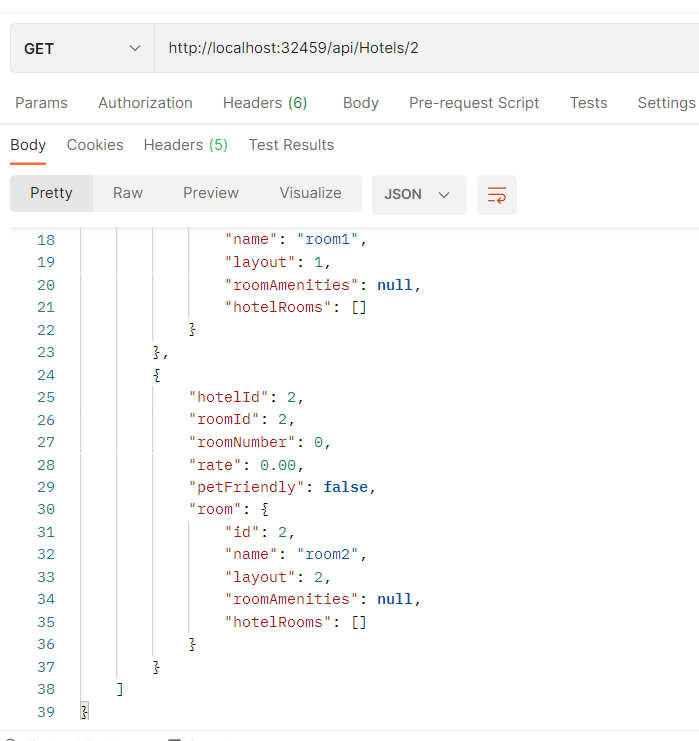 GET http://localhost:32459/api/Hotels/2
Params Authorization Headers (6) Body Pre-request Script Tests Settings
Body Cookies Headers (5) Test Results
Pretty Raw Preview Visualize JSON
18 "name": "room1",
19 "layout": 1,
20 "roomAmenities": null,
21 "hotelRooms": []
22 }
23 },
24 {
25 "hotelId": 2,
26 "roomId": 2,
27 "roomNumber": 0,
28 "rate": 0.00,
29 "petFriendly": false,
30 "room": {
31 "id": 2,
32 "name": "room2",
33 "layout": 2,
34 "roomAmenities": null,
35 "hotelRooms": []
36 }
37 }
38 ]
39 }